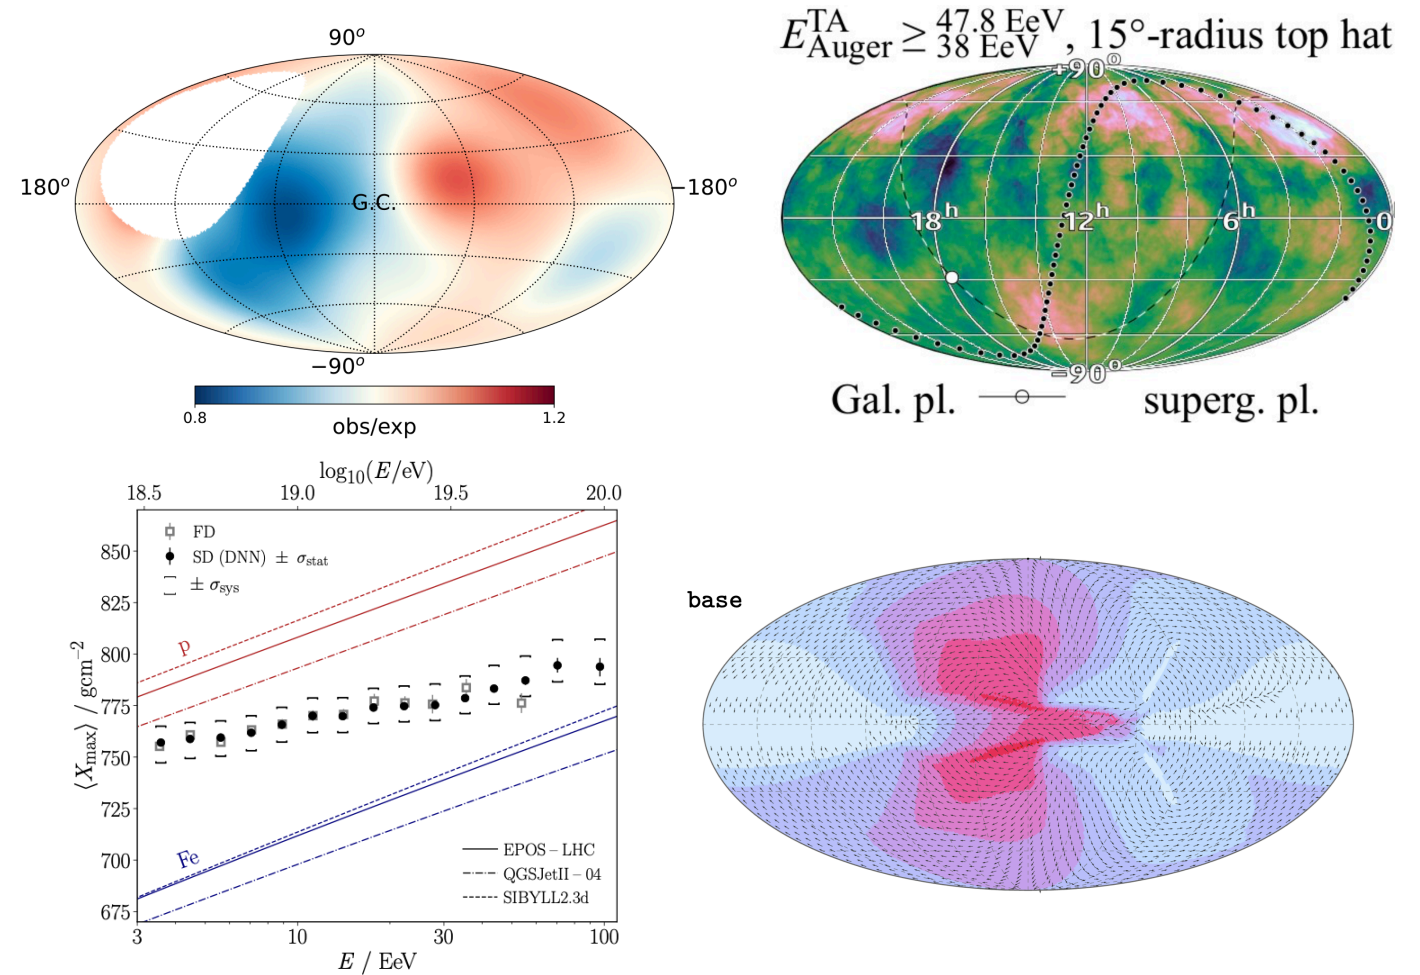 90°
180°
G.C.
−180°
−90°
0.8
1.2
obs/exp
E^TA_Auger ≥ 47.8 EeV
38 EeV , 15°-radius top hat
+90°
18h
12h
6h
0
−90°
Gal. pl.
superg. pl.
log10(E/eV)
18.5 19.0 19.5 20.0
FD
SD (DNN) ± σstat
± σsys
p
Fe
EPOS − LHC
QGSJetII − 04
SIBYLL2.3d
⟨Xmax⟩ / gcm−2
850
825
800
775
750
725
700
675
3 10 30 100
E / EeV
base